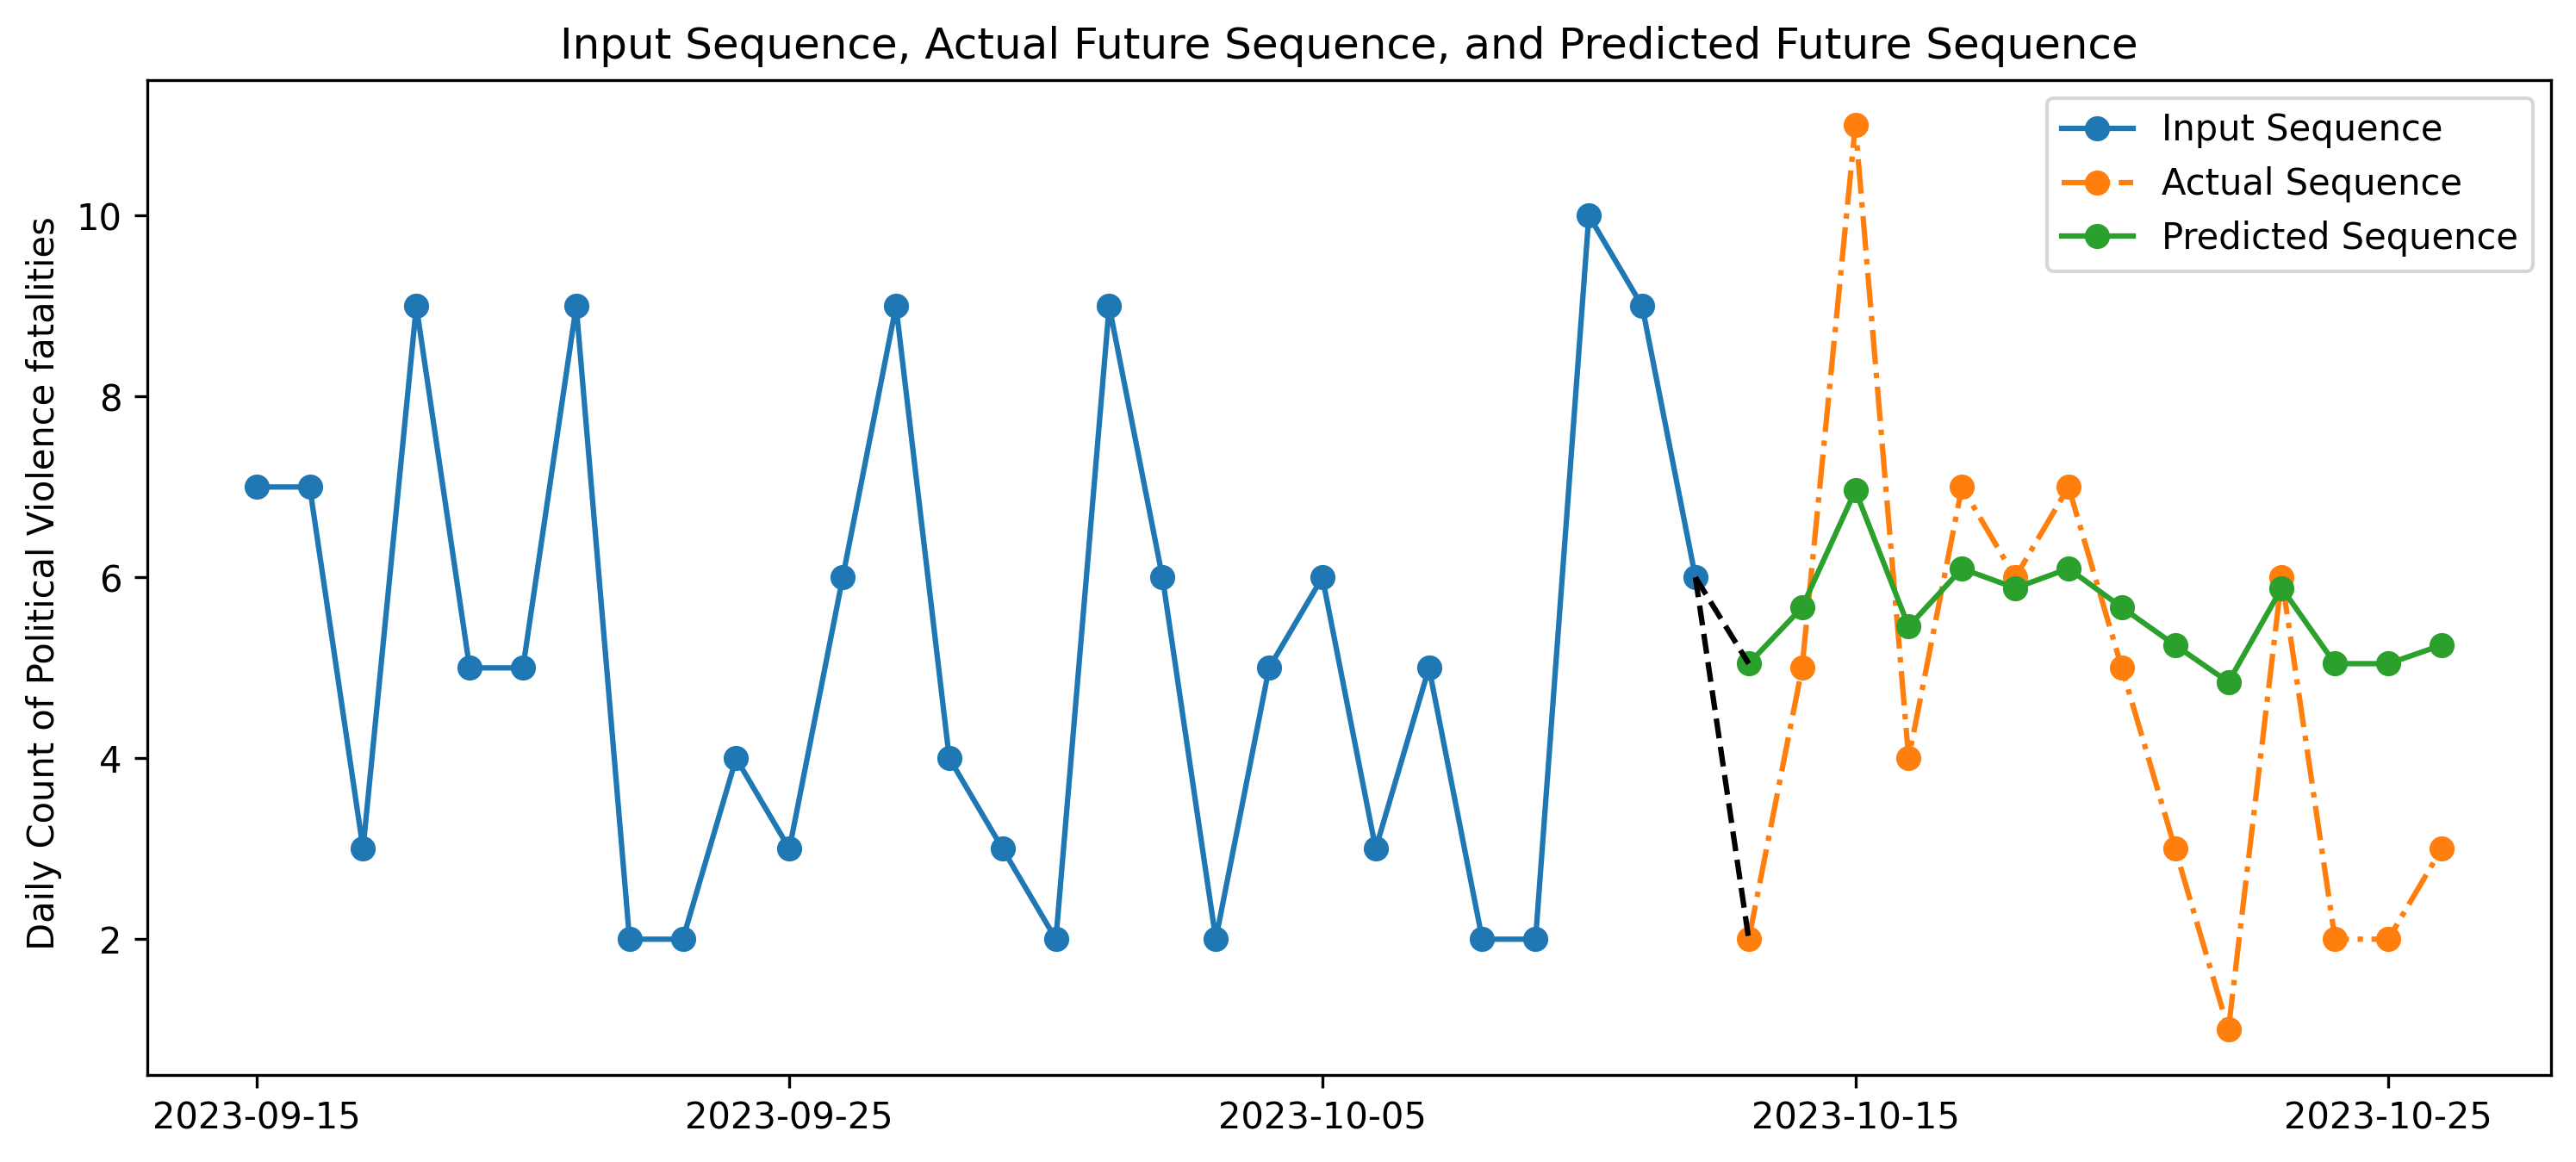 Input Sequence, Actual Future Sequence, and Predicted Future Sequence
Daily Count of Political Violence fatalities
10
8
6
4
2
Input Sequence
Actual Sequence
Predicted Sequence
2023-09-15
2023-09-25
2023-10-05
2023-10-15
2023-10-25